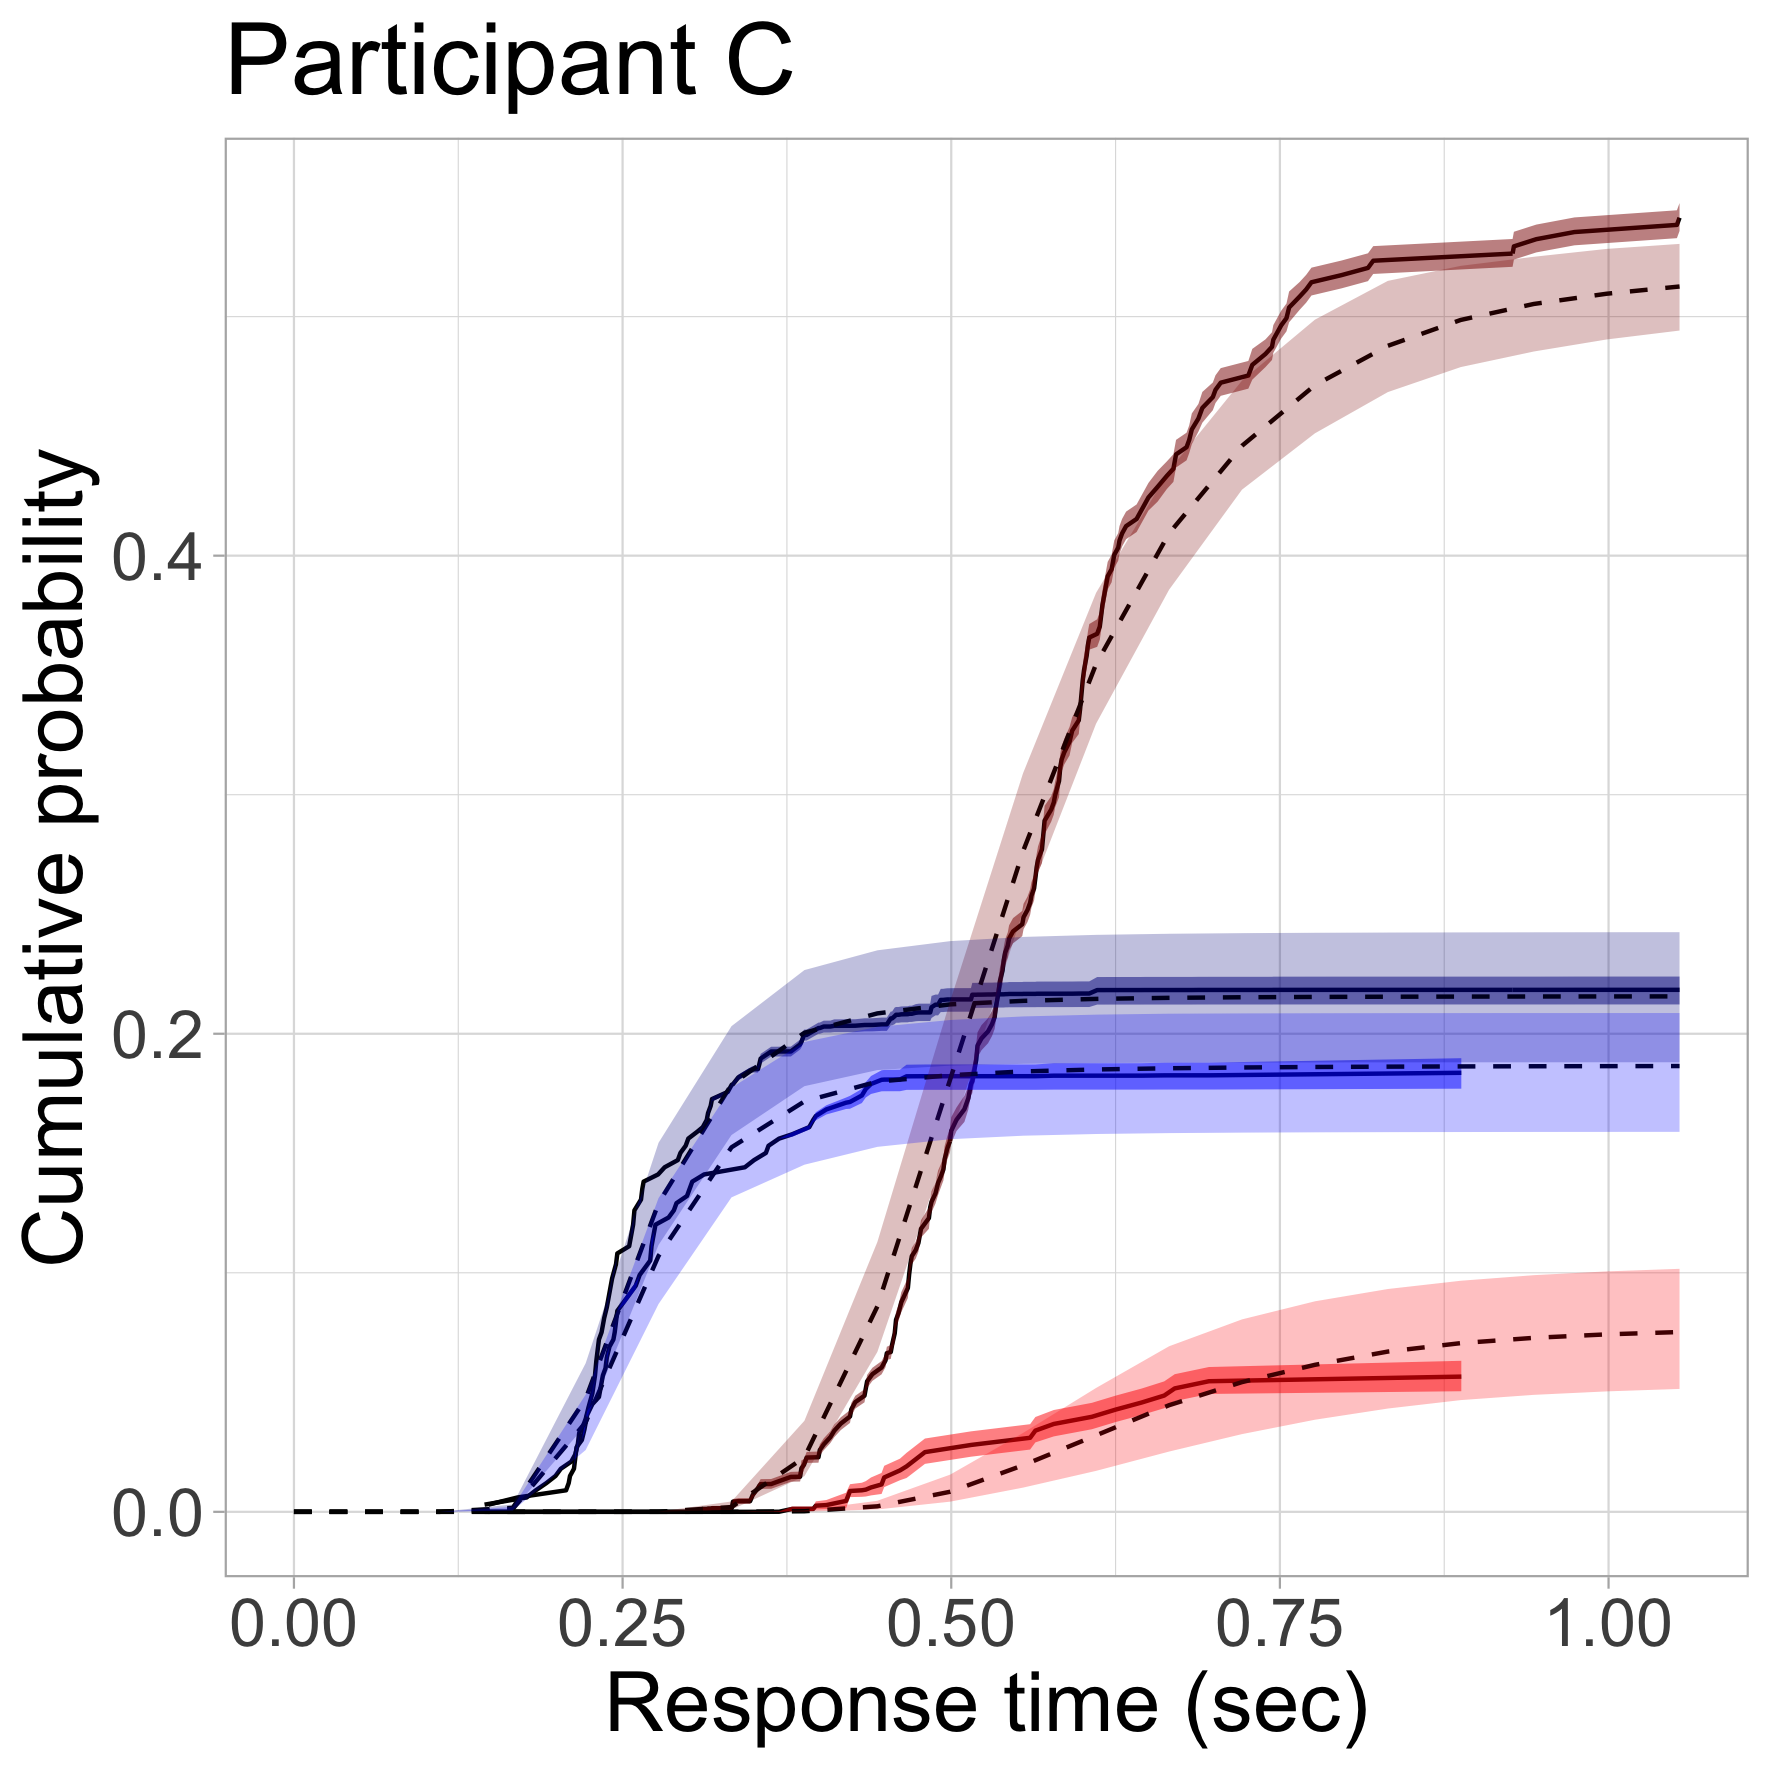 Participant C
Cumulative probability
0.4
0.2
0.0
0.00 0.25 0.50 0.75 1.00
Response time (sec)